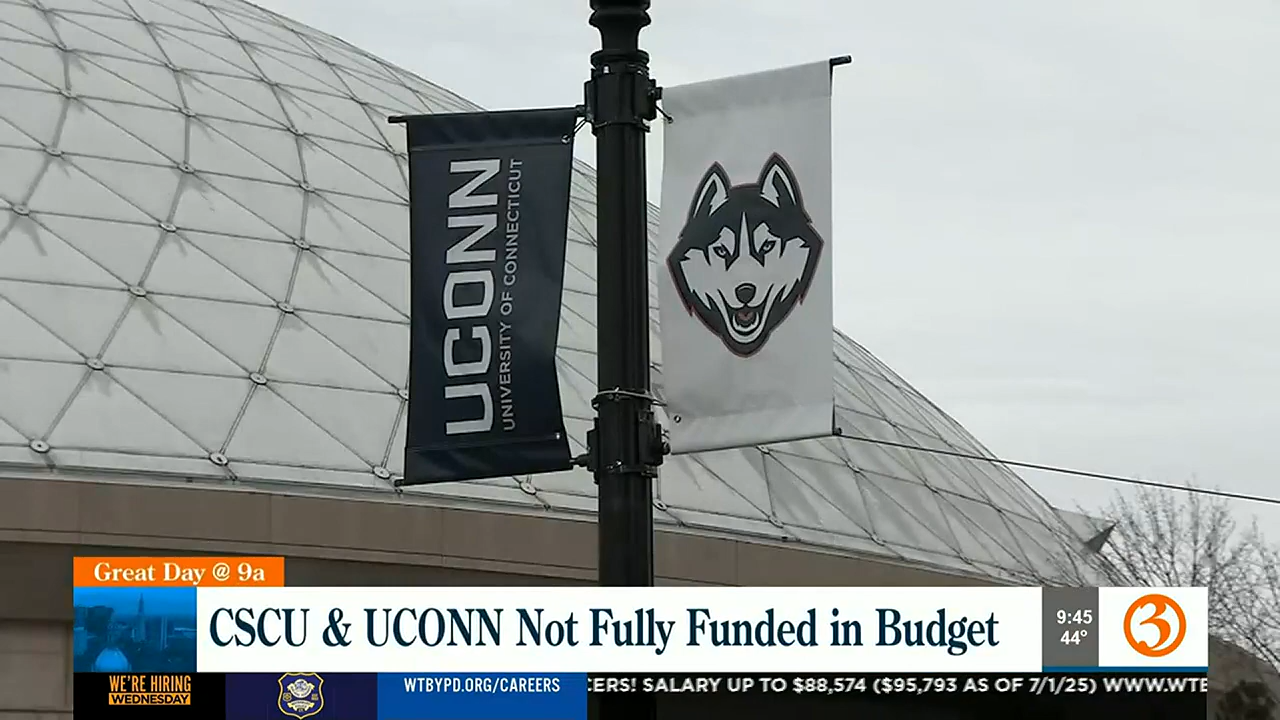 UCONN
UNIVERSITY OF CONNECTICUT
Great Day @ 9a
CSCU & UCONN Not Fully Funded in Budget
9:45
44°
3
WE'RE HIRING
WEDNESDAY
WTBYPD.ORG/CAREERS
CERS! SALARY UP TO $88,574 ($95,793 AS OF 7/1/25) WWW.WTB